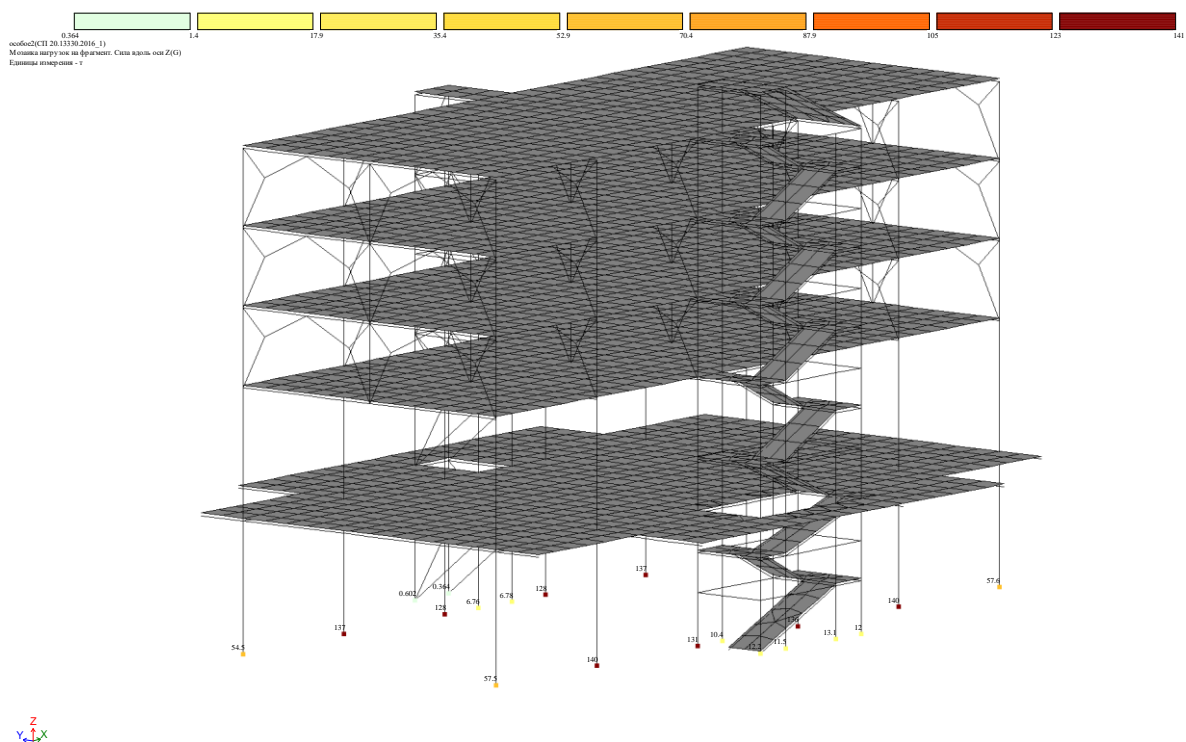 0.364 1.4 17.9 35.4 52.9 70.4 87.9 105 123 141
особое2(СП 20.13330.2016_1)
Мозаика нагрузок на фрагмент. Сила вдоль оси Z(G)
Единицы измерения - т
137
57.6
0.602 0.364
128
6.76 6.78
128
140
137
131
10.4
13.1
12
11.5
54.5
140
57.5
Z
Y X